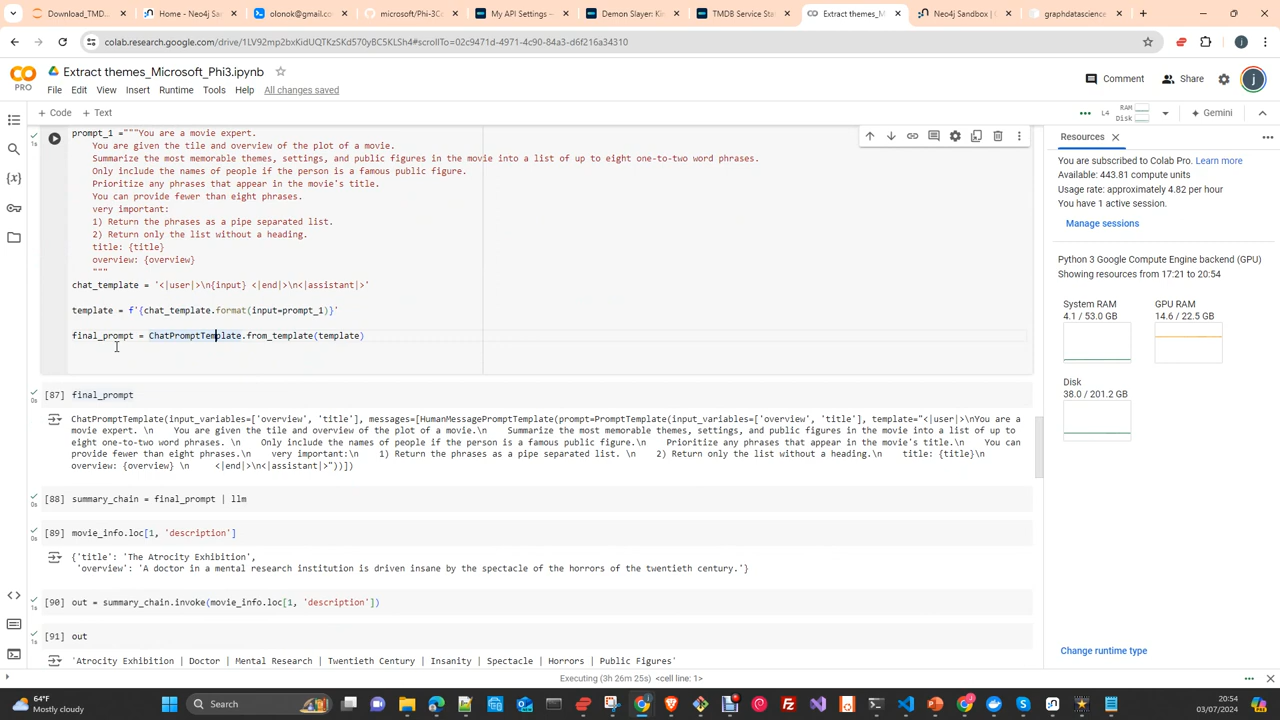 Download_TMD
Home - Neo4j Sandbox
olonok@gmail.com
microsoft/Phi-3Co
My API Settings –
Demon Slayer: Ki
TMDB Service Sta
Extract themes_M
Neo4j Sandbox |
graphdatascience
colab.research.google.com/drive/1LV92mp2bxKidUQTKzSKd570yBC5KLSh4#scrollTo=02c9471d-4971-4c90-84a3-d6f216a34310
Extract themes_Microsoft_Phi3.ipynb
File Edit View Insert Runtime Tools Help All changes saved
CO
PRO
Comment
Share
+ Code + Text
L4 RAM Disk
Gemini
1s
prompt_1 ="""You are a movie expert.
You are given the tile and overview of the plot of a movie.
Summarize the most memorable themes, settings, and public figures in the movie into a list of up to eight one-to-two word phrases.
Only include the names of people if the person is a famous public figure.
Prioritize any phrases that appear in the movie's title.
You can provide fewer than eight phrases.
very important:
1) Return the phrases as a pipe separated list.
2) Return only the list without a heading.
title: {title}
overview: {overview}
"""
chat_template = '<|user|>\n{input} <|end|>\n<|assistant|>'
template = f'{chat_template.format(input=prompt_1)}'
final_prompt = ChatPromptTemplate.from_template(template)
[87] final_prompt
0s
ChatPromptTemplate(input_variables=['overview', 'title'], messages=[HumanMessagePromptTemplate(prompt=PromptTemplate(input_variables=['overview', 'title'], template="<|user|>\nYou are a
movie expert. \n    You are given the tile and overview of the plot of a movie.\n    Summarize the most memorable themes, settings, and public figures in the movie into a list of up to
eight one-to-two word phrases. \n    Only include the names of people if the person is a famous public figure.\n    Prioritize any phrases that appear in the movie's title.\n    You can
provide fewer than eight phrases.\n    very important:\n    1) Return the phrases as a pipe separated list. \n    2) Return only the list without a heading.\n    title: {title}\n
overview: {overview} \n    <|end|>\n<|assistant|>"))])
[88] summary_chain = final_prompt | llm
0s
[89] movie_info.loc[1, 'description']
0s
{'title': 'The Atrocity Exhibition',
'overview': 'A doctor in a mental research institution is driven insane by the spectacle of the horrors of the twentieth century.'}
[90] out = summary_chain.invoke(movie_info.loc[1, 'description'])
1s
[91] out
1s
'Atrocity Exhibition | Doctor | Mental Research | Twentieth Century | Insanity | Spectacle | Horrors | Public Figures'
Executing (3h 26m 25s) <cell line: 1>
Resources
You are subscribed to Colab Pro. Learn more
Available: 443.81 compute units
Usage rate: approximately 4.82 per hour
You have 1 active session.
Manage sessions
Python 3 Google Compute Engine backend (GPU)
Showing resources from 17:21 to 20:54
System RAM
4.1 / 53.0 GB
GPU RAM
14.6 / 22.5 GB
Disk
38.0 / 201.2 GB
Change runtime type
64°F
Mostly cloudy
Search
20:54
03/07/2024